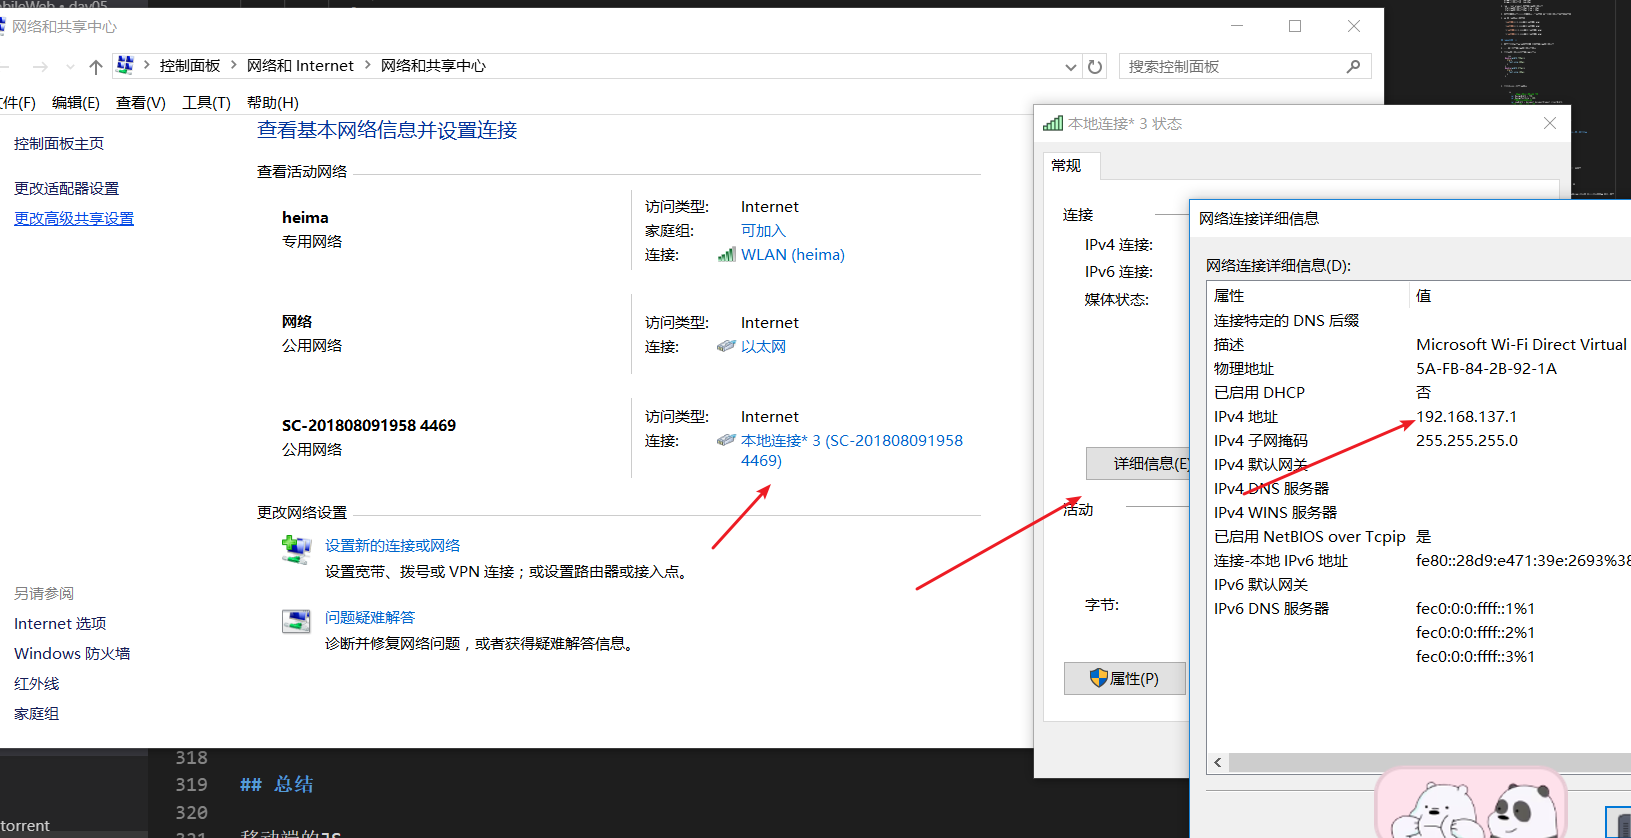 网络和共享中心
控制面板 网络和 Internet 网络和共享中心
搜索控制面板
件(F) 编辑(E) 查看(V) 工具(T) 帮助(H)
控制面板主页
更改适配器设置
更改高级共享设置
查看基本网络信息并设置连接
查看活动网络
heima
专用网络
访问类型: Internet
家庭组: 可加入
连接: WLAN (heima)
网络
公用网络
访问类型: Internet
连接: 以太网
SC-201808091958 4469
公用网络
访问类型: Internet
连接: 本地连接* 3 (SC-201808091958
4469)
更改网络设置
设置新的连接或网络
设置宽带、拨号或 VPN 连接；或设置路由器或接入点。
问题疑难解答
诊断并修复网络问题，或者获得疑难解答信息。
另请参阅
Internet 选项
Windows 防火墙
红外线
家庭组
本地连接* 3 状态
常规
连接
IPv4 连接:
IPv6 连接:
媒体状态:
详细信息(E)
活动
字节:
属性(P)
网络连接详细信息
网络连接详细信息(D):
属性 值
连接特定的 DNS 后缀
描述 Microsoft Wi-Fi Direct Virtual
物理地址 5A-FB-84-2B-92-1A
已启用 DHCP 否
IPv4 地址 192.168.137.1
IPv4 子网掩码 255.255.255.0
IPv4 默认网关
IPv4 DNS 服务器
IPv4 WINS 服务器
已启用 NetBIOS over Tcpip 是
连接-本地 IPv6 地址 fe80::28d9:e471:39e:2693%38
IPv6 默认网关
IPv6 DNS 服务器 fec0:0:0:ffff::1%1
fec0:0:0:ffff::2%1
fec0:0:0:ffff::3%1
318
319 ## 总结
320
321 移动端的JS
torrent